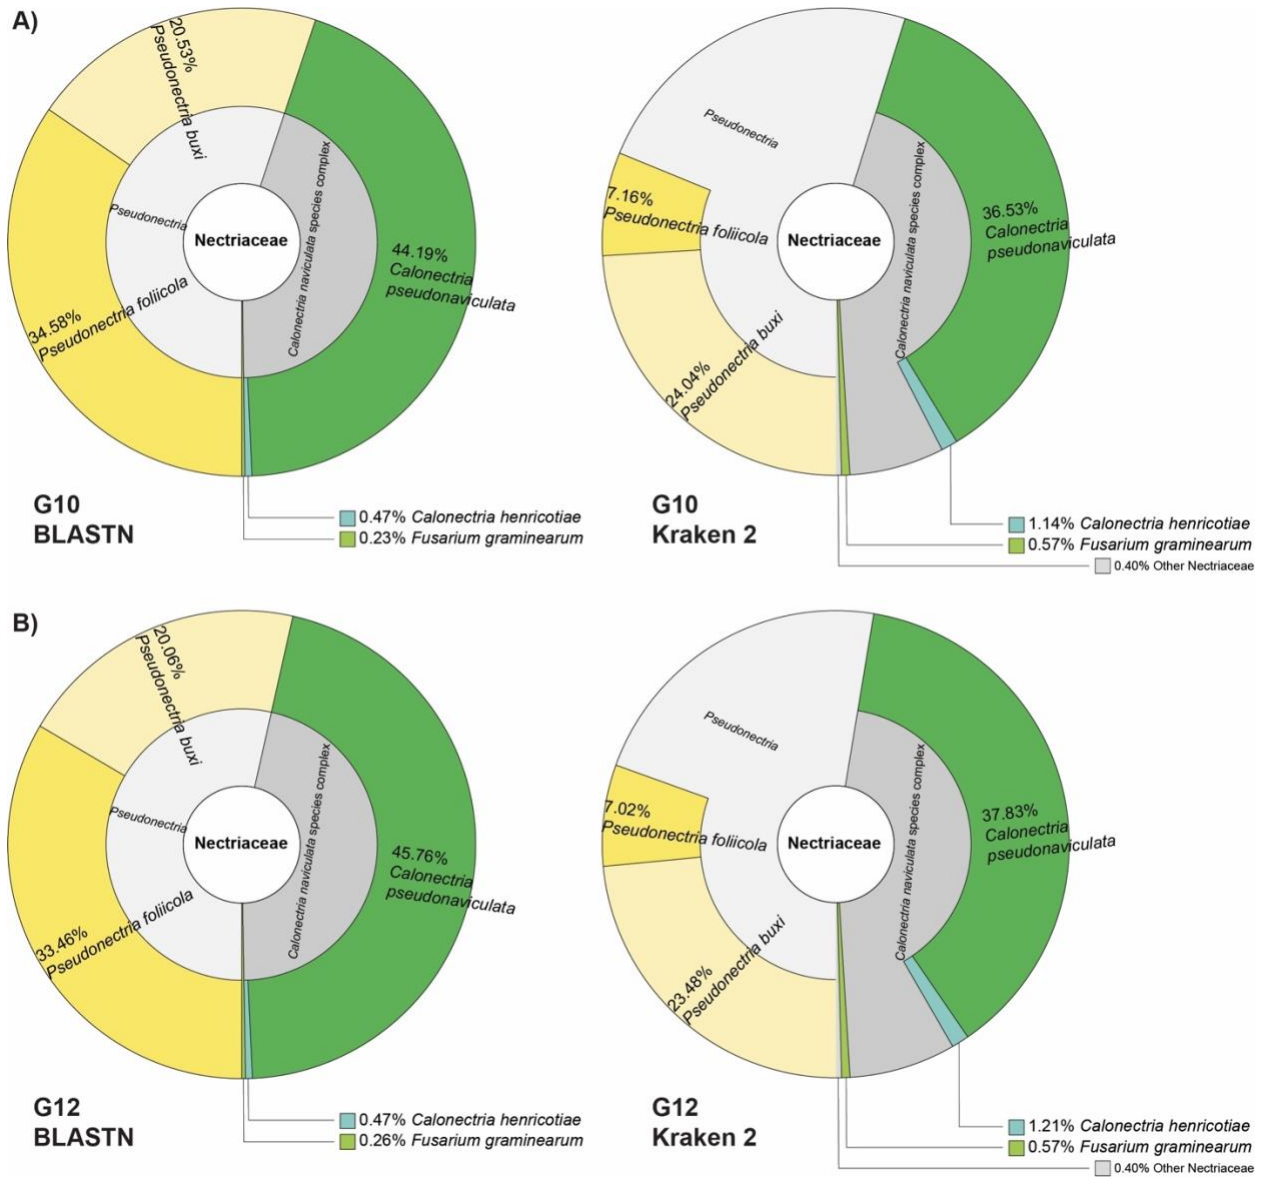 A)
20.53%
Pseudonectria buxi
Pseudonectria
34.58%
Pseudonectria foliicola
Nectriaceae
Calonectria naviculata species complex
44.19%
Calonectria
pseudonaviculata
G10
BLASTN
0.47% Calonectria henricotiae
0.23% Fusarium graminearum
Pseudonectria
7.16%
Pseudonectria foliicola
24.04%
Pseudonectria buxi
Nectriaceae
Calonectria naviculata species complex
36.53%
Calonectria
pseudonaviculata
G10
Kraken 2
1.14% Calonectria henricotiae
0.57% Fusarium graminearum
0.40% Other Nectriaceae
B)
20.06%
Pseudonectria buxi
Pseudonectria
33.46%
Pseudonectria foliicola
Nectriaceae
Calonectria naviculata species complex
45.76%
Calonectria
pseudonaviculata
G12
BLASTN
0.47% Calonectria henricotiae
0.26% Fusarium graminearum
Pseudonectria
7.02%
Pseudonectria foliicola
23.48%
Pseudonectria buxi
Nectriaceae
Calonectria naviculata species complex
37.83%
Calonectria
pseudonaviculata
G12
Kraken 2
1.21% Calonectria henricotiae
0.57% Fusarium graminearum
0.40% Other Nectriaceae